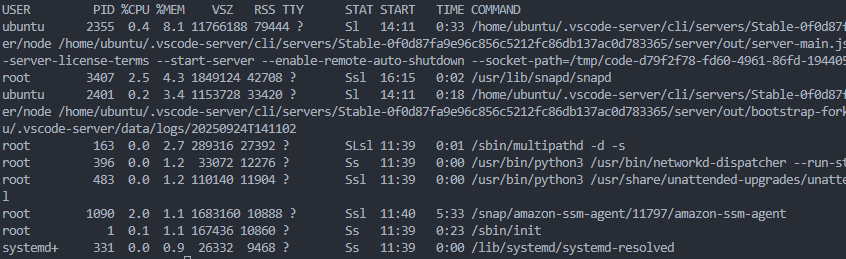 USER PID %CPU %MEM VSZ RSS TTY STAT START TIME COMMAND
ubuntu 2355 0.4 8.1 11766188 79444 ? Sl 14:11 0:33 /home/ubuntu/.vscode-server/cli/servers/Stable-0f0d87f
er/node /home/ubuntu/.vscode-server/cli/servers/Stable-0f0d87fa9e96c856c5212fc86db137ac0d783365/server/out/server-main.js
-server-license-terms --start-server --enable-remote-auto-shutdown --socket-path=/tmp/code-d79f2f78-fd60-4961-86fd-194405
root 3407 2.5 4.3 1849124 42708 ? Ssl 16:15 0:02 /usr/lib/snapd/snapd
ubuntu 2401 0.2 3.4 1153728 33420 ? Sl 14:11 0:18 /home/ubuntu/.vscode-server/cli/servers/Stable-0f0d87f
er/node /home/ubuntu/.vscode-server/cli/servers/Stable-0f0d87fa9e96c856c5212fc86db137ac0d783365/server/out/bootstrap-fork
u/.vscode-server/data/logs/20250924T141102
root 163 0.0 2.7 289316 27392 ? SLsl 11:39 0:01 /sbin/multipathd -d -s
root 396 0.0 1.2 33072 12276 ? Ss 11:39 0:00 /usr/bin/python3 /usr/bin/networkd-dispatcher --run-st
root 483 0.0 1.2 110140 11904 ? Ssl 11:39 0:00 /usr/bin/python3 /usr/share/unattended-upgrades/unatte
l
root 1090 2.0 1.1 1683160 10888 ? Ssl 11:40 5:33 /snap/amazon-ssm-agent/11797/amazon-ssm-agent
root 1 0.1 1.1 167436 10860 ? Ss 11:39 0:23 /sbin/init
systemd+ 331 0.0 0.9 26332 9468 ? Ss 11:39 0:00 /lib/systemd/systemd-resolved